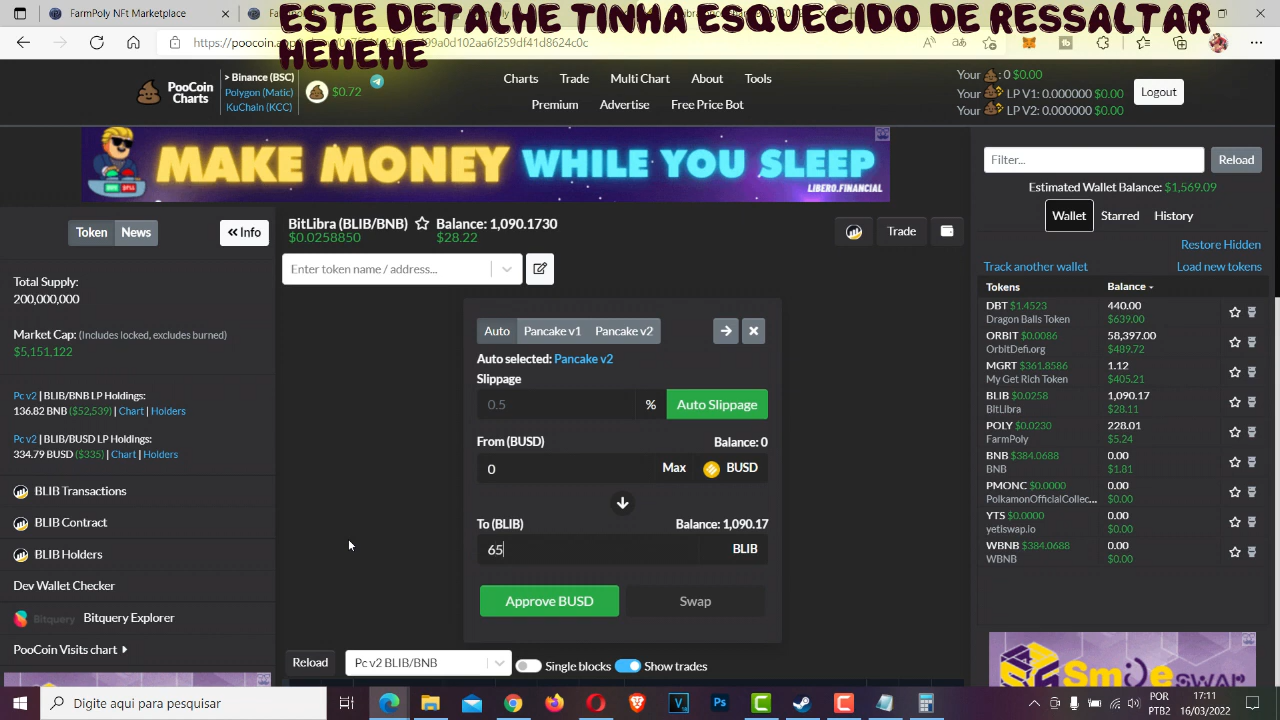 ESTE DETALHE TINHA ESQUECIDO DE RESSALTAR
HEHEHE
FarmPoly
https://poocoin.app
99a0d102aa6f259df41d8624c0c
PooCoin
Charts
> Binance (BSC)
Polygon (Matic)
KuChain (KCC)
$0.72
Charts Trade Multi Chart About Tools
Premium Advertise Free Price Bot
Your : 0 $0.00
Your LP V1: 0.000000 $0.00
Your LP V2: 0.000000 $0.00
Logout
MAKE MONEY WHILE YOU SLEEP
LIBERO.FINANCIAL
Token News
Info
Total Supply:
200,000,000
Market Cap: (Includes locked, excludes burned)
$5,151,122
Pc v2 | BLIB/BNB LP Holdings:
136.82 BNB ($52,539) | Chart | Holders
Pc v2 | BLIB/BUSD LP Holdings:
334.79 BUSD ($335) | Chart | Holders
BLIB Transactions
BLIB Contract
BLIB Holders
Dev Wallet Checker
Bitquery Bitquery Explorer
PooCoin Visits chart
BitLibra (BLIB/BNB) Balance: 1,090.1730
$0.0258850 $28.22
Trade
Enter token name / address...
Auto Pancake v1 Pancake v2
Auto selected: Pancake v2
Slippage
0.5 % Auto Slippage
From (BUSD) Balance: 0
0 Max BUSD
To (BLIB) Balance: 1,090.17
65 BLIB
Approve BUSD Swap
Reload Pc v2 BLIB/BNB Single blocks Show trades
Filter... Reload
Estimated Wallet Balance: $1,569.09
Wallet Starred History
Restore Hidden
Track another wallet Load new tokens
Tokens Balance
DBT $1.4523 440.00
Dragon Balls Token $639.00
ORBIT $0.0086 58,397.00
OrbitDefi.org $489.72
MGRT $361.8586 1.12
My Get Rich Token $405.21
BLIB $0.0258 1,090.17
BitLibra $28.11
POLY $0.0230 228.01
FarmPoly $5.24
BNB $384.0688 0.00
BNB $1.81
PMONC $0.0000 0.00
PolkamonOfficialCollec... $0.00
YTS $0.0000 0.00
yetiswap.io $0.00
WBNB $384.0688 0.00
WBNB $0.00
SmDe SWAP
Digite aqui para pesquisar
POR
PTB2
17:11
16/03/2022